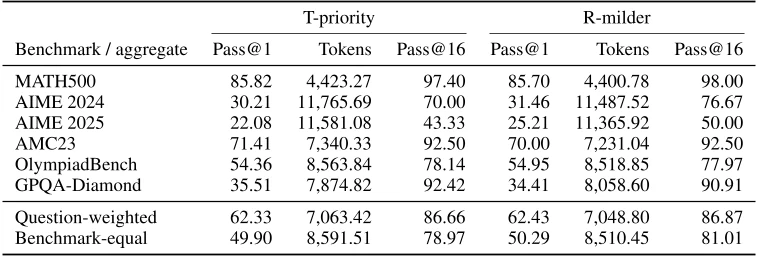 T-priority R-milder
Benchmark / aggregate Pass@1 Tokens Pass@16 Pass@1 Tokens Pass@16
MATH500 85.82 4,423.27 97.40 85.70 4,400.78 98.00
AIME 2024 30.21 11,765.69 70.00 31.46 11,487.52 76.67
AIME 2025 22.08 11,581.08 43.33 25.21 11,365.92 50.00
AMC23 71.41 7,340.33 92.50 70.00 7,231.04 92.50
OlympiadBench 54.36 8,563.84 78.14 54.95 8,518.85 77.97
GPQA-Diamond 35.51 7,874.82 92.42 34.41 8,058.60 90.91
Question-weighted 62.33 7,063.42 86.66 62.43 7,048.80 86.87
Benchmark-equal 49.90 8,591.51 78.97 50.29 8,510.45 81.01